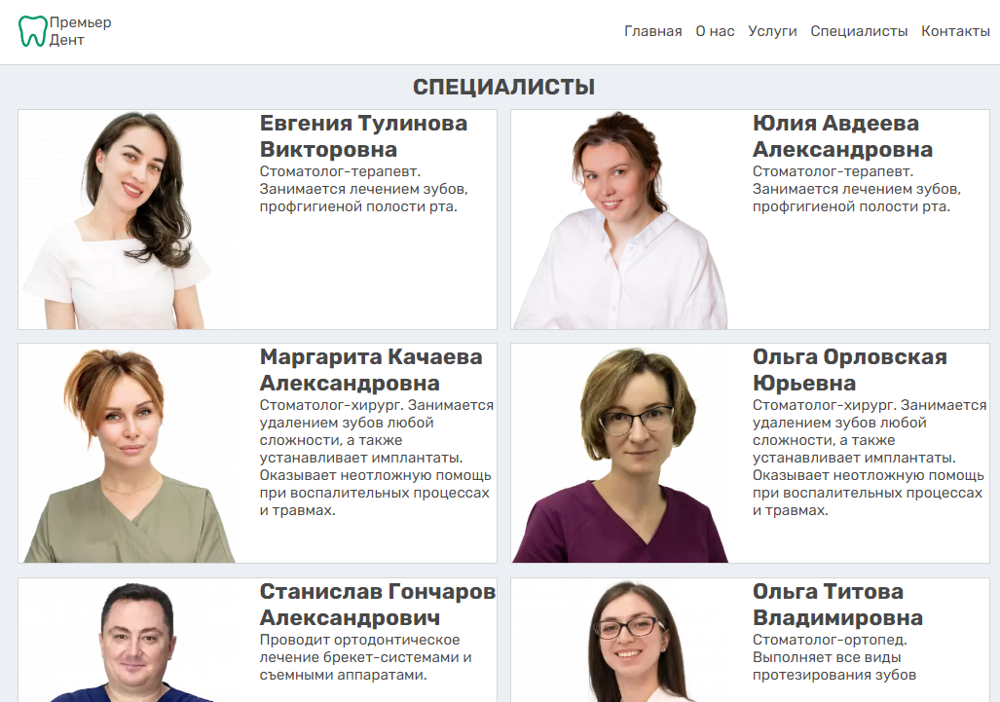 Премьер
Дент
Главная О нас Услуги Специалисты Контакты
СПЕЦИАЛИСТЫ
Евгения Тулинова
Викторовна
Стоматолог-терапевт.
Занимается лечением зубов,
профгигиеной полости рта.
Юлия Авдеева
Александровна
Стоматолог-терапевт.
Занимается лечением зубов,
профгигиеной полости рта.
Маргарита Качаева
Александровна
Стоматолог-хирург. Занимается
удалением зубов любой
сложности, а также
устанавливает имплантаты.
Оказывает неотложную помощь
при воспалительных процессах
и травмах.
Ольга Орловская
Юрьевна
Стоматолог-хирург. Занимается
удалением зубов любой
сложности, а также
устанавливает имплантаты.
Оказывает неотложную помощь
при воспалительных процессах
и травмах.
Станислав Гончаров
Александрович
Проводит ортодонтическое
лечение брекет-системами и
съемными аппаратами.
Ольга Титова
Владимировна
Стоматолог-ортопед.
Выполняет все виды
протезирования зубов